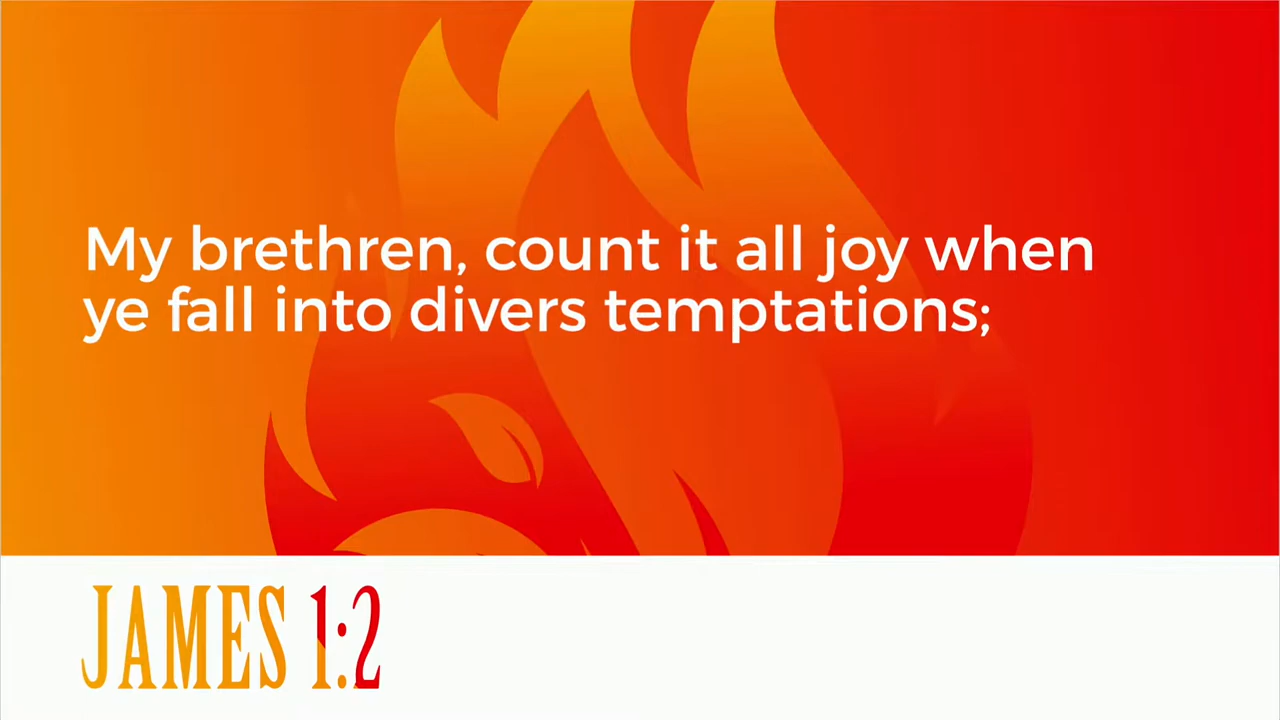 My brethren, count it all joy when
ye fall into divers temptations;
JAMES 1:2